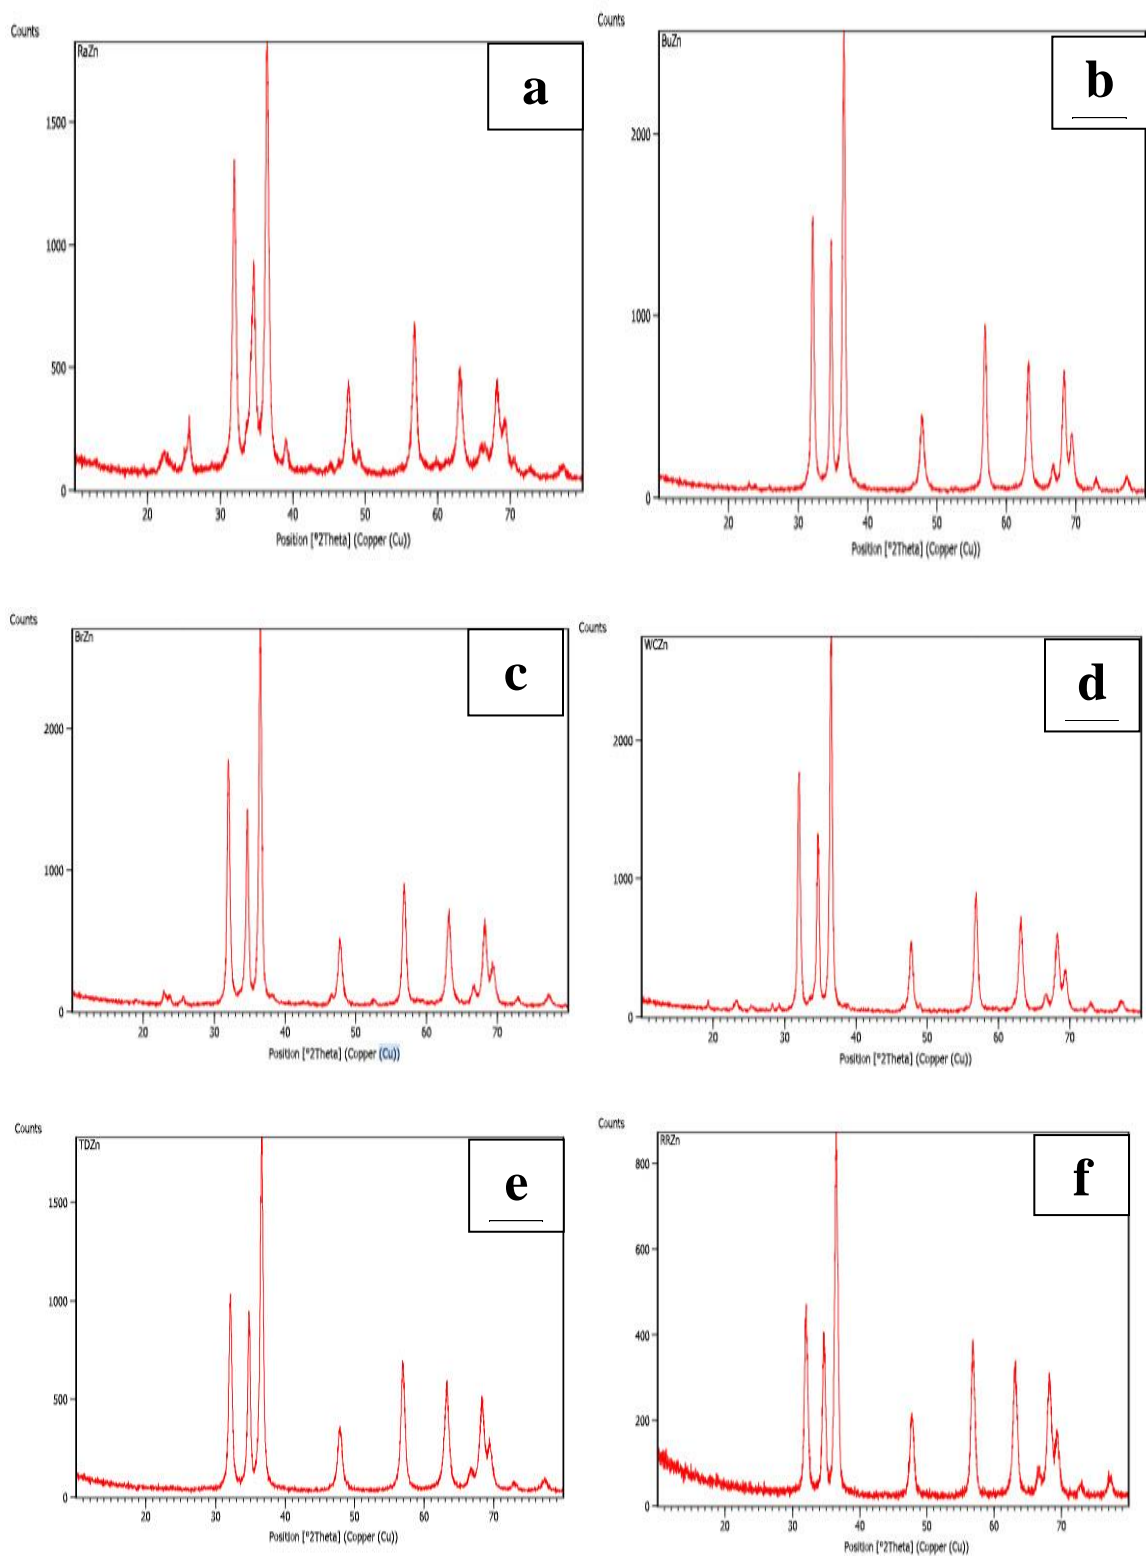 Counts
RaZn
a
1500
1000
500
0
20 30 40 50 60 70
Position [°2Theta] (Copper (Cu))
Counts
BuZn
b
2000
1000
0
20 30 40 50 60 70
Position [°2Theta] (Copper (Cu))
Counts
BrZn
c
2000
1000
0
20 30 40 50 60 70
Position [°2Theta] (Copper (Cu))
Counts
WCZn
d
2000
1000
0
20 30 40 50 60 70
Position [°2Theta] (Copper (Cu))
Counts
TDZn
e
1500
1000
500
0
20 30 40 50 60 70
Position [°2Theta] (Copper (Cu))
Counts
RRZn
f
800
600
400
200
0
20 30 40 50 60 70
Position [°2Theta] (Copper (Cu))